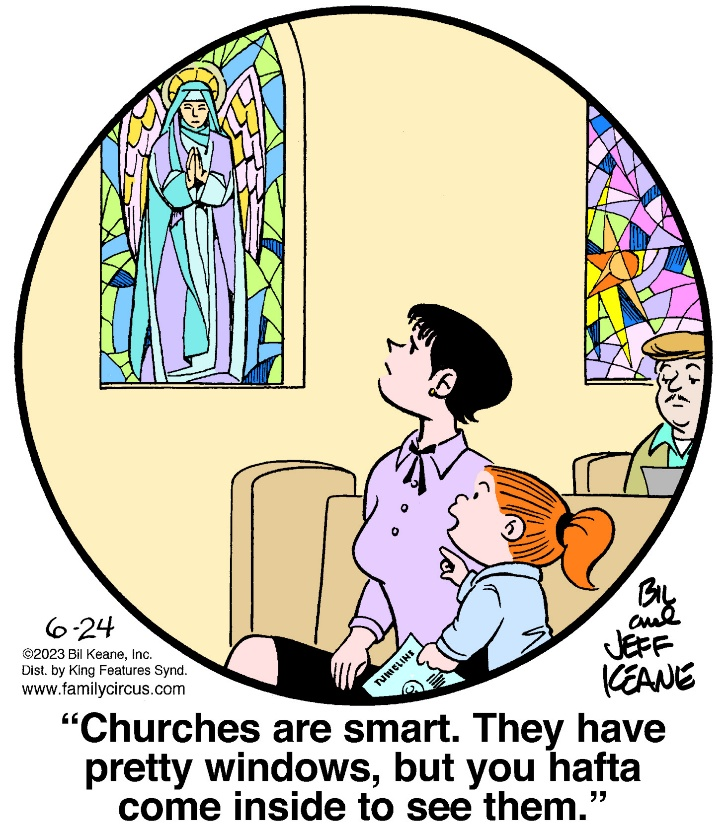 TUNIELINE
6-24
©2023 Bil Keane, Inc.
Dist. by King Features Synd.
www.familycircus.com
BIL
and
JEFF
KEANE
“Churches are smart. They have
pretty windows, but you hafta
come inside to see them.”